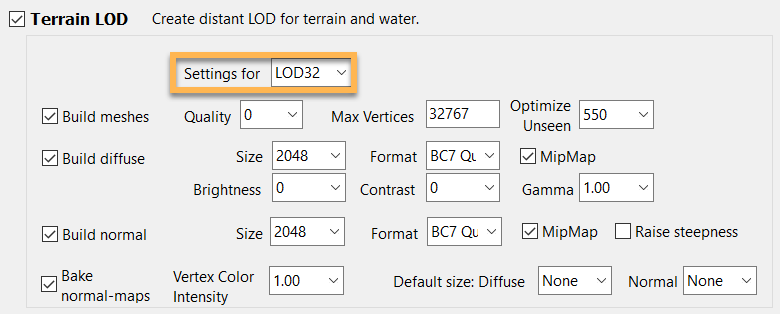 Terrain LOD Create distant LOD for terrain and water.
Settings for LOD32
Build meshes Quality 0 Max Vertices 32767 Optimize Unseen 550
Build diffuse Size 2048 Format BC7 Qu MipMap
Brightness 0 Contrast 0 Gamma 1.00
Build normal Size 2048 Format BC7 Qu MipMap Raise steepness
Bake normal-maps Vertex Color Intensity 1.00 Default size: Diffuse None Normal None